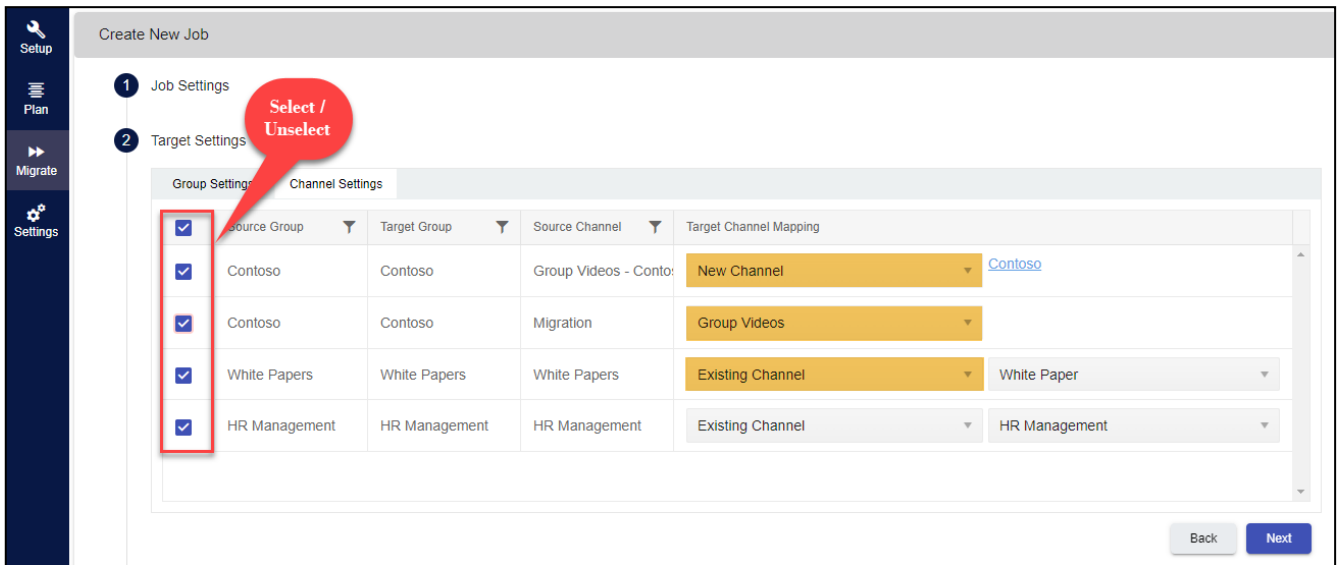 Setup
Plan
Migrate
Settings
Create New Job
1 Job Settings
Select /
Unselect
2 Target Settings
Group Settings Channel Settings
Source Group Target Group Source Channel Target Channel Mapping
Contoso Contoso Group Videos - Conto New Channel Contoso
Contoso Contoso Migration Group Videos
White Papers White Papers White Papers Existing Channel White Paper
HR Management HR Management HR Management Existing Channel HR Management
Back Next